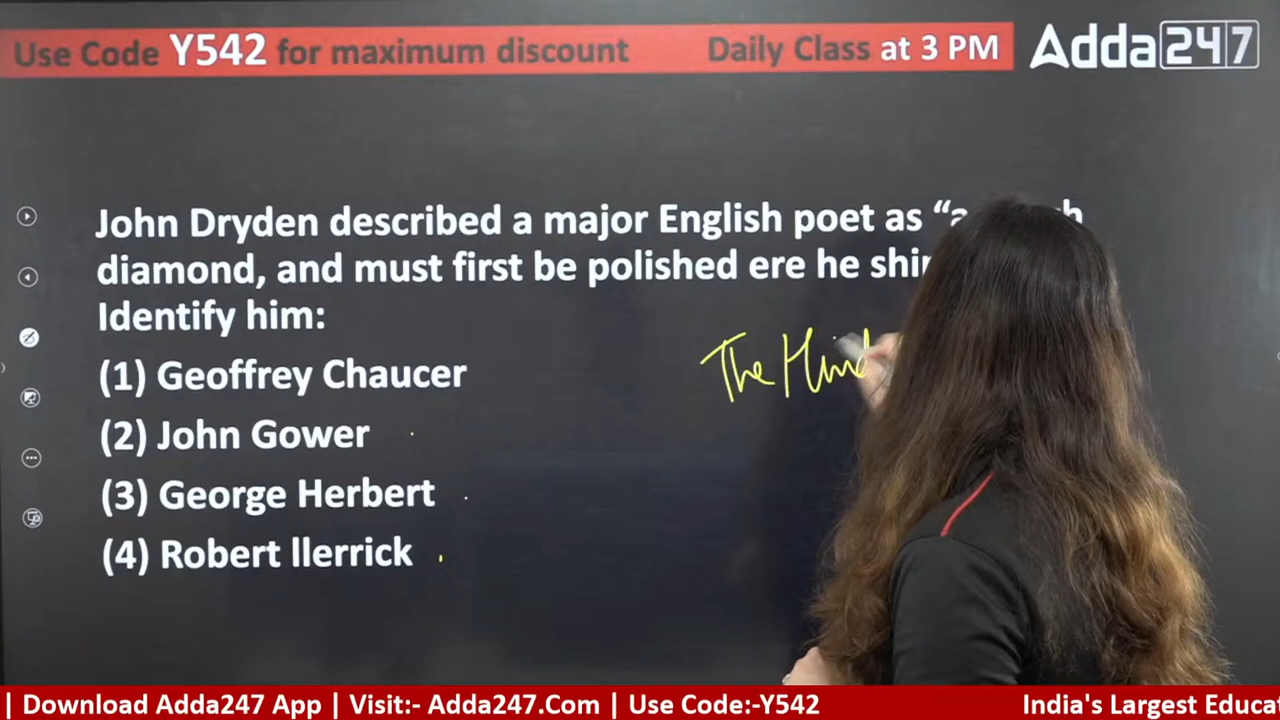 Use Code Y542 for maximum discount Daily Class at 3 PM Adda247
John Dryden described a major English poet as “a
diamond, and must first be polished ere he
Identify him:
The
(1) Geoffrey Chaucer
(2) John Gower
(3) George Herbert
(4) Robert llerrick
| Download Adda247 App | Visit:- Adda247.Com | Use Code:-Y542 India's Largest